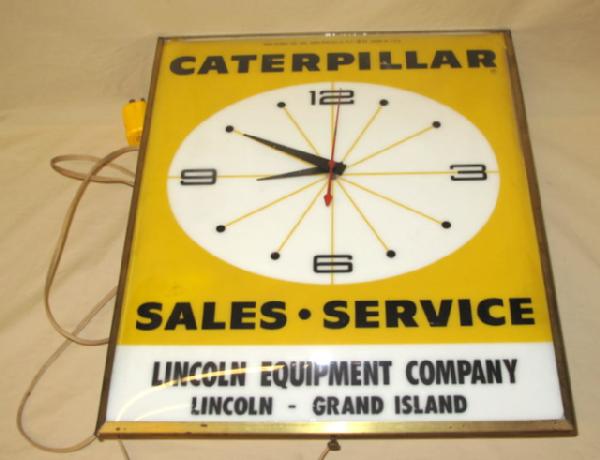 CATERPILLAR
12
9 3
6
SALES • SERVICE
LINCOLN EQUIPMENT COMPANY
LINCOLN - GRAND ISLAND